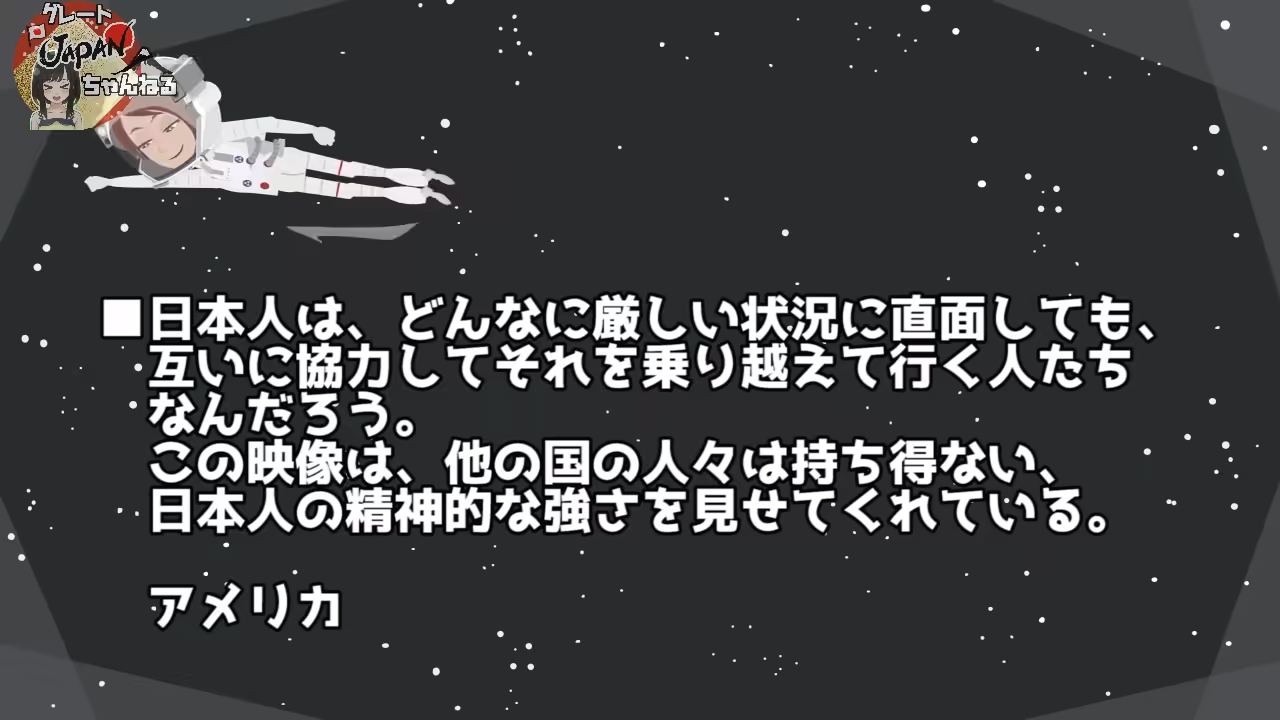 グレート
JAPAN
ちゃんねる
■日本人は、どんなに厳しい状況に直面しても、
互いに協力してそれを乗り越えて行く人たち
なんだろう。
この映像は、他の国の人々は持ち得ない、
日本人の精神的な強さを見せてくれている。
アメリカ